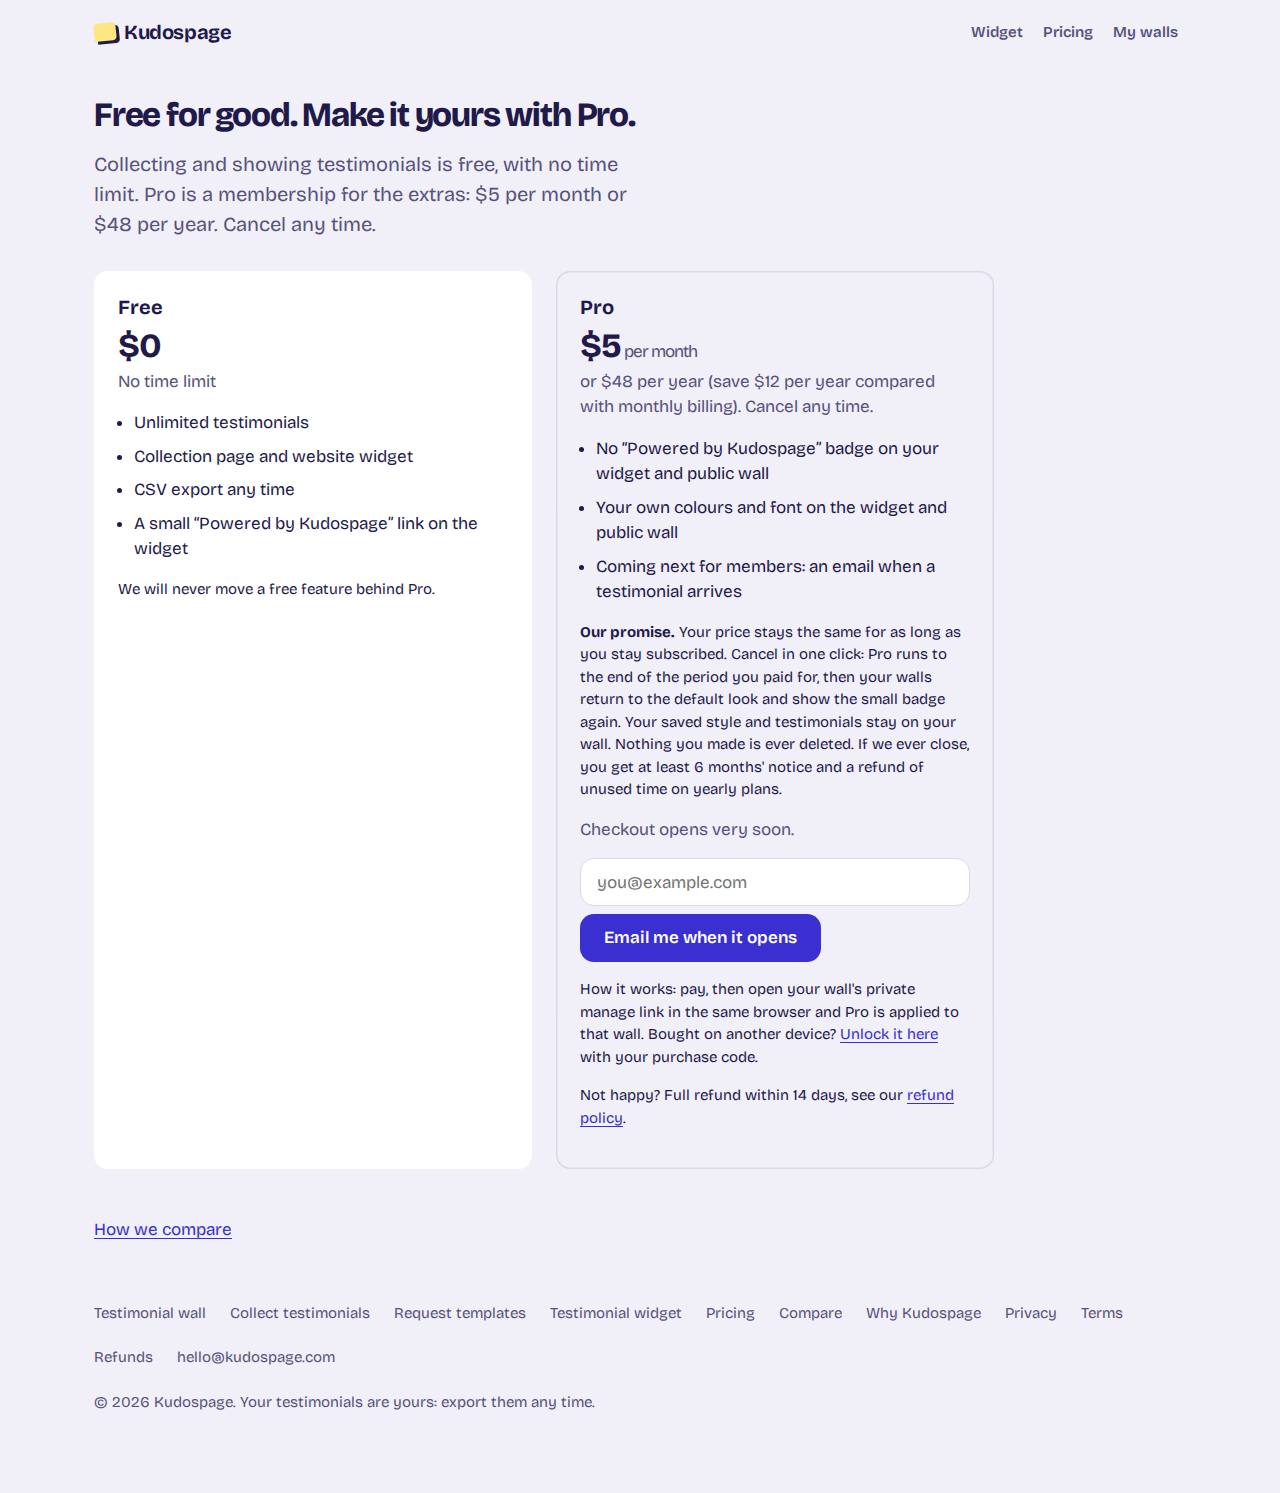 Kudospage
Widget Pricing My walls
Free for good. Make it yours with Pro.
Collecting and showing testimonials is free, with no time
limit. Pro is a membership for the extras: $5 per month or
$48 per year. Cancel any time.
Free
$0
No time limit
• Unlimited testimonials
• Collection page and website widget
• CSV export any time
• A small “Powered by Kudospage” link on the
widget
We will never move a free feature behind Pro.
Pro
$5 per month
or $48 per year (save $12 per year compared
with monthly billing). Cancel any time.
• No “Powered by Kudospage” badge on your
widget and public wall
• Your own colours and font on the widget and
public wall
• Coming next for members: an email when a
testimonial arrives
Our promise. Your price stays the same for as long as
you stay subscribed. Cancel in one click: Pro runs to
the end of the period you paid for, then your walls
return to the default look and show the small badge
again. Your saved style and testimonials stay on your
wall. Nothing you made is ever deleted. If we ever close,
you get at least 6 months' notice and a refund of
unused time on yearly plans.
Checkout opens very soon.
you@example.com
Email me when it opens
How it works: pay, then open your wall's private
manage link in the same browser and Pro is applied to
that wall. Bought on another device? Unlock it here
with your purchase code.
Not happy? Full refund within 14 days, see our refund
policy.
How we compare
Testimonial wall Collect testimonials Request templates Testimonial widget Pricing Compare Why Kudospage Privacy Terms
Refunds hello@kudospage.com
© 2026 Kudospage. Your testimonials are yours: export them any time.